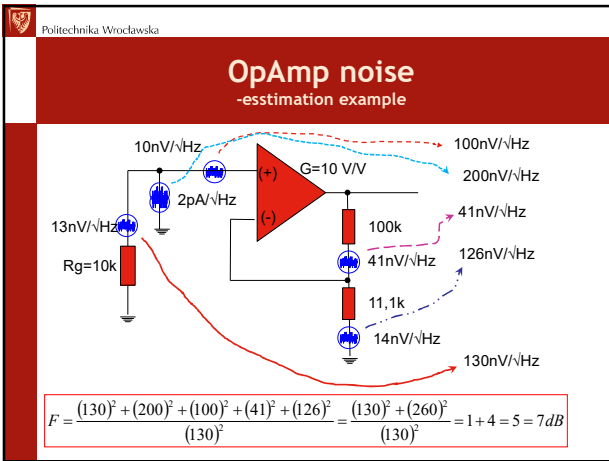 Politechnika Wrocławska
OpAmp noise
-esstimation example
10nV/√Hz
G=10 V/V
100nV/√Hz
(+)
200nV/√Hz
2pA/√Hz
41nV/√Hz
13nV/√Hz
(-)
100k
126nV/√Hz
Rg=10k
41nV/√Hz
11,1k
14nV/√Hz
130nV/√Hz
F = \frac{(130)^2 + (200)^2 + (100)^2 + (41)^2 + (126)^2}{(130)^2} = \frac{(130)^2 + (260)^2}{(130)^2} = 1 + 4 = 5 = 7dB